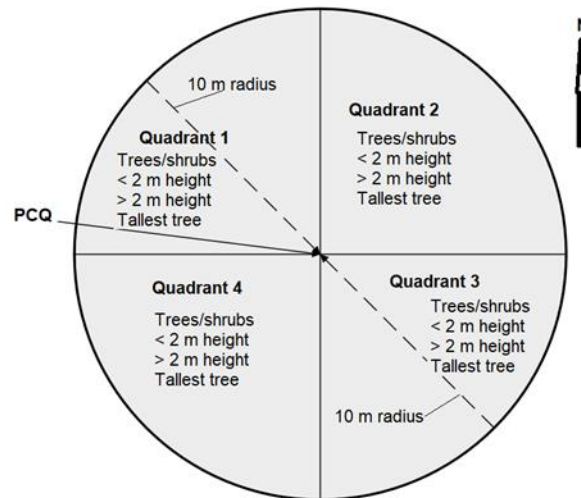 10 m radius
Quadrant 1
Trees/shrubs
< 2 m height
> 2 m height
Tallest tree
Quadrant 2
Trees/shrubs
< 2 m height
> 2 m height
Tallest tree
PCQ
Quadrant 4
Trees/shrubs
< 2 m height
> 2 m height
Tallest tree
Quadrant 3
Trees/shrubs
< 2 m height
> 2 m height
Tallest tree
10 m radius